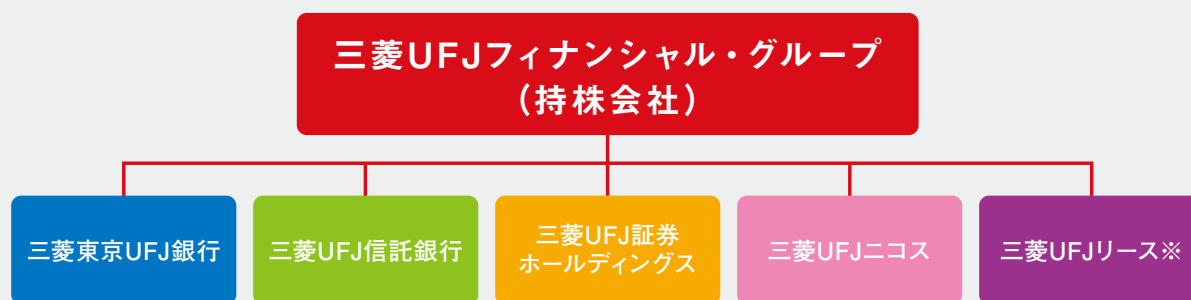 三菱UFJフィナンシャル・グループ
（持株会社）
三菱東京UFJ銀行
三菱UFJ信託銀行
三菱UFJ証券
ホールディングス
三菱UFJニコス
三菱UFJリース※